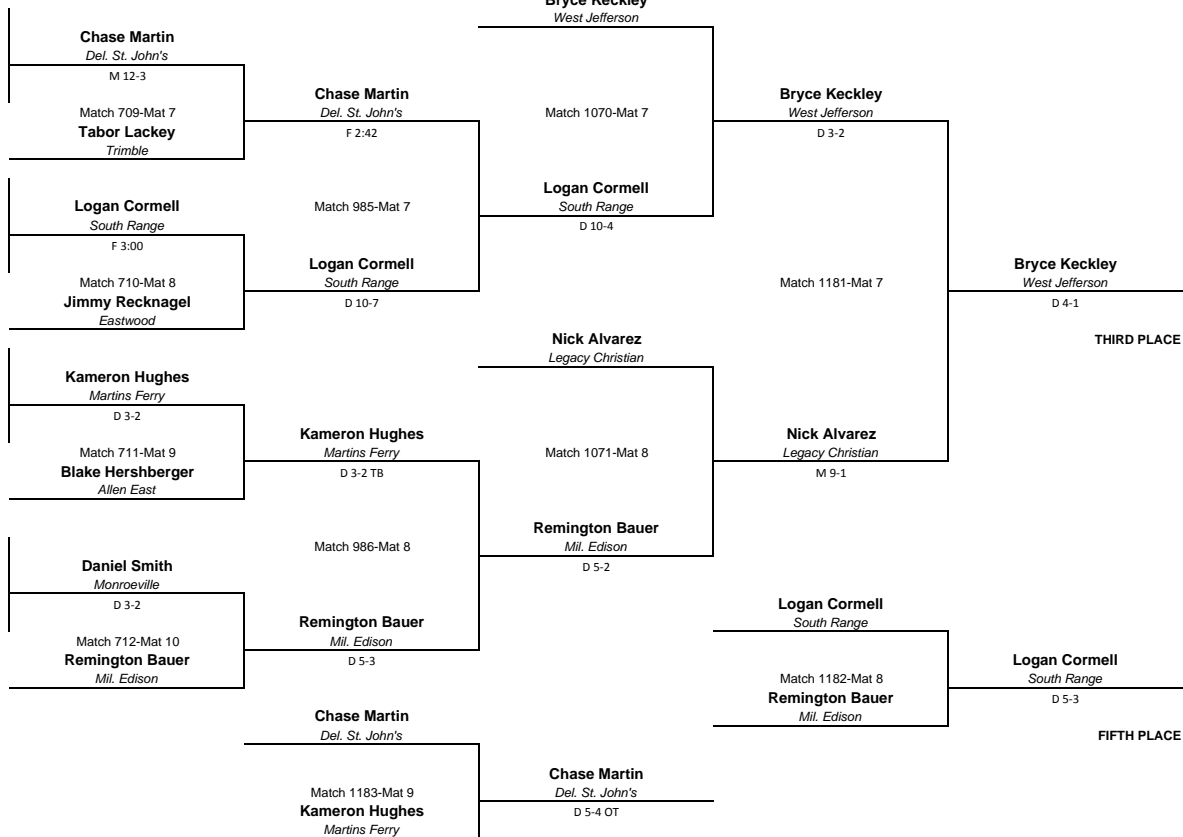 Bryce Keckley
West Jefferson
Chase Martin
Del. St. John's
M 12-3
Match 709-Mat 7
Tabor Lackey
Trimble
Chase Martin
Del. St. John's
F 2:42
Match 1070-Mat 7
Bryce Keckley
West Jefferson
D 3-2
Logan Cormell
South Range
F 3:00
Match 710-Mat 8
Jimmy Recknagel
Eastwood
Match 985-Mat 7
Logan Cormell
South Range
D 10-7
Logan Cormell
South Range
D 10-4
Match 1181-Mat 7
Bryce Keckley
West Jefferson
D 4-1
THIRD PLACE
Kameron Hughes
Martins Ferry
D 3-2
Match 711-Mat 9
Blake Hershberger
Allen East
Kameron Hughes
Martins Ferry
D 3-2 TB
Nick Alvarez
Legacy Christian
Match 1071-Mat 8
Nick Alvarez
Legacy Christian
M 9-1
Daniel Smith
Monroeville
D 3-2
Match 712-Mat 10
Remington Bauer
Mil. Edison
Match 986-Mat 8
Remington Bauer
Mil. Edison
D 5-3
Remington Bauer
Mil. Edison
D 5-2
Logan Cormell
South Range
Match 1182-Mat 8
Remington Bauer
Mil. Edison
Logan Cormell
South Range
D 5-3
FIFTH PLACE
Chase Martin
Del. St. John's
Match 1183-Mat 9
Kameron Hughes
Martins Ferry
Chase Martin
Del. St. John's
D 5-4 OT